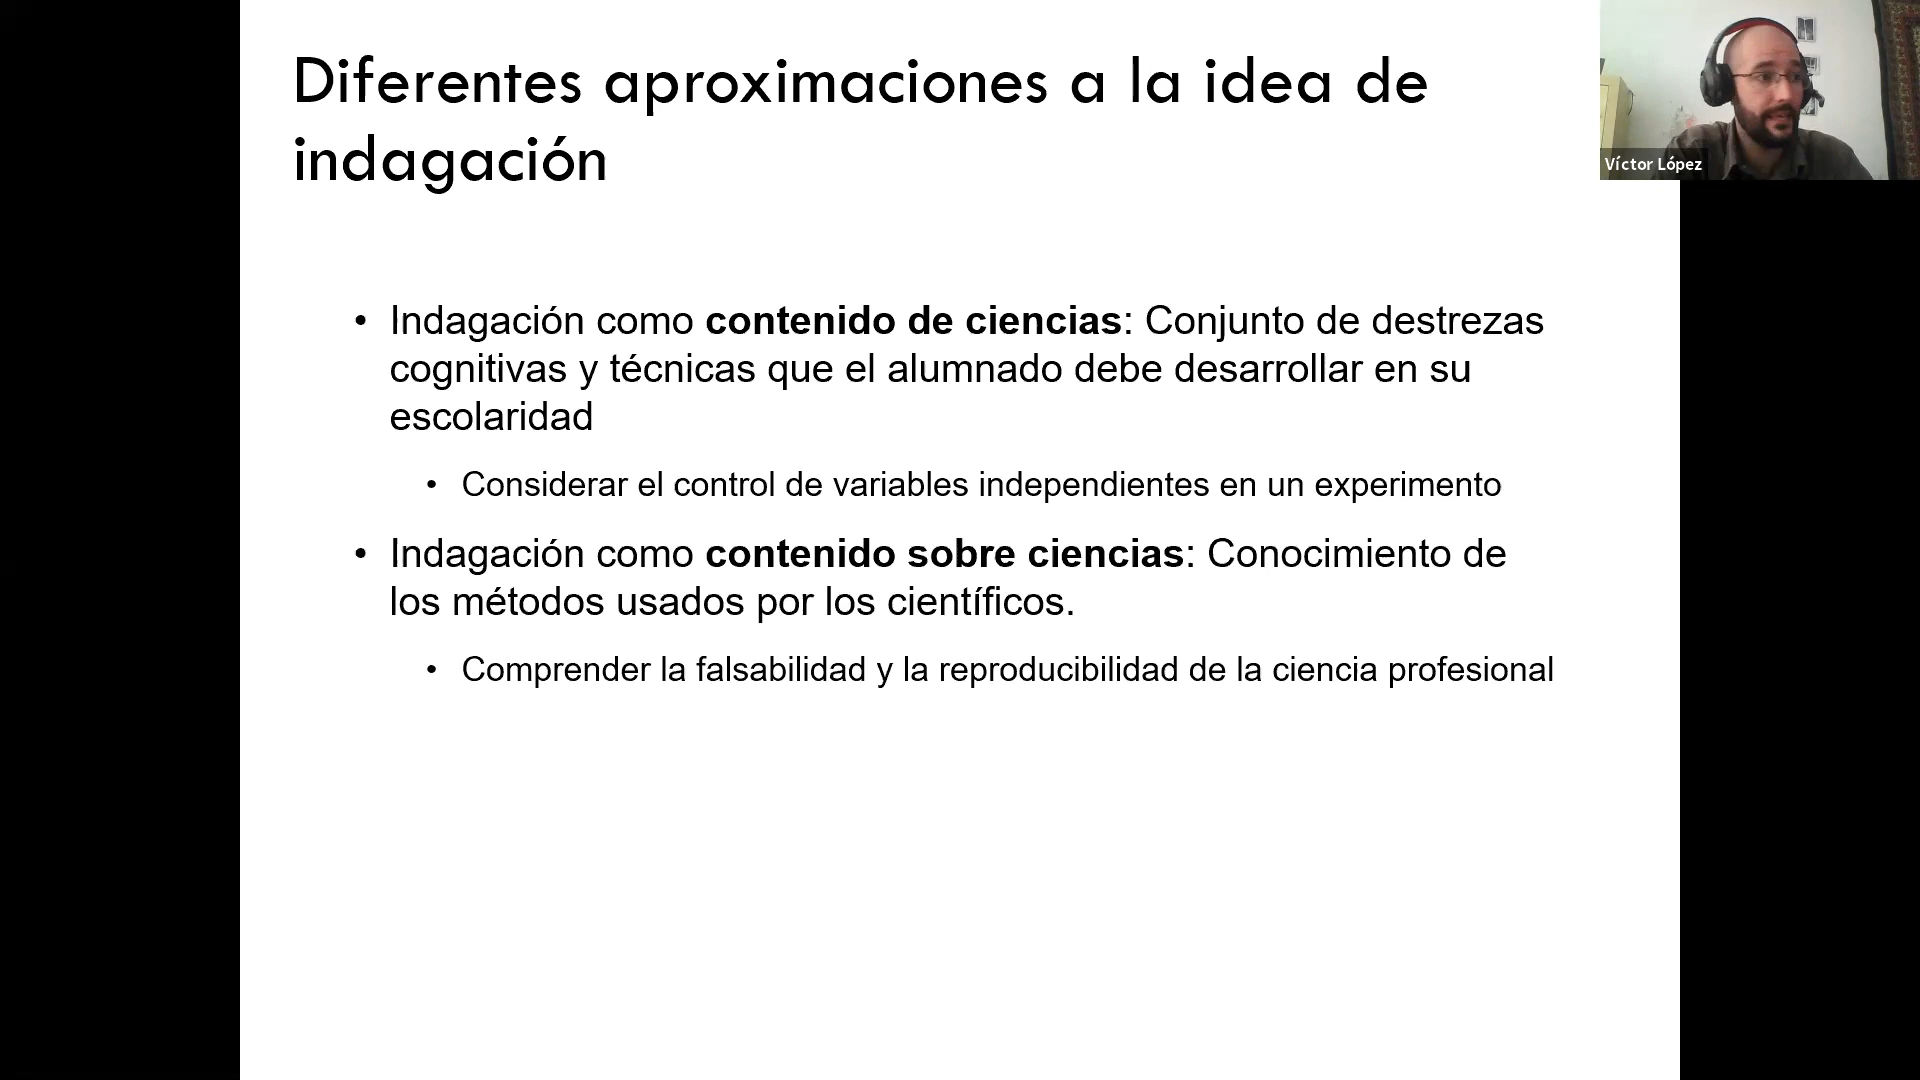 Diferentes aproximaciones a la idea de
indagación
Víctor López
• Indagación como contenido de ciencias: Conjunto de destrezas
cognitivas y técnicas que el alumnado debe desarrollar en su
escolaridad
• Considerar el control de variables independientes en un experimento
• Indagación como contenido sobre ciencias: Conocimiento de
los métodos usados por los científicos.
• Comprender la falsabilidad y la reproducibilidad de la ciencia profesional